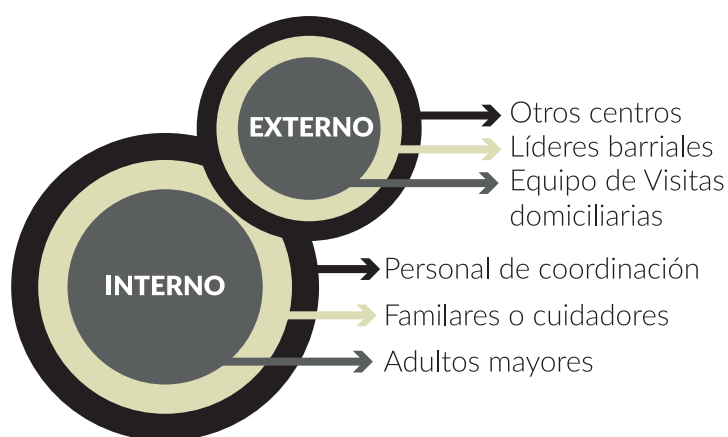 EXTERNO
Otros centros
Líderes barriales
Equipo de Visitas
domiciliarias
INTERNO
Personal de coordinación
Familares o cuidadores
Adultos mayores